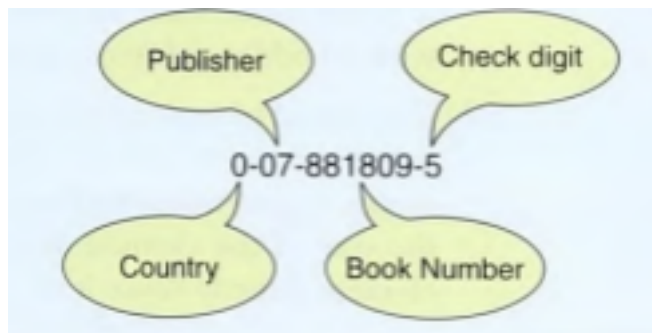 Publisher
Check digit
0-07-881809-5
Country
Book Number